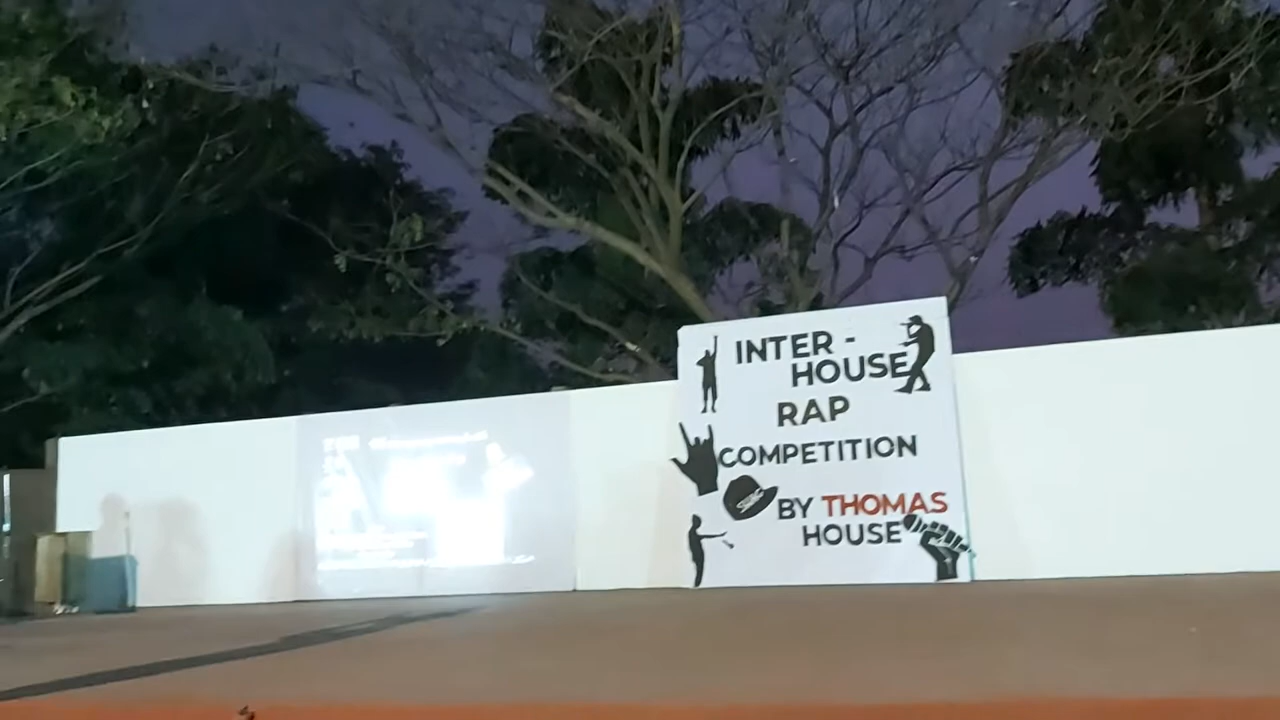 INTER -
HOUSE
RAP
COMPETITION
BY THOMAS
HOUSE